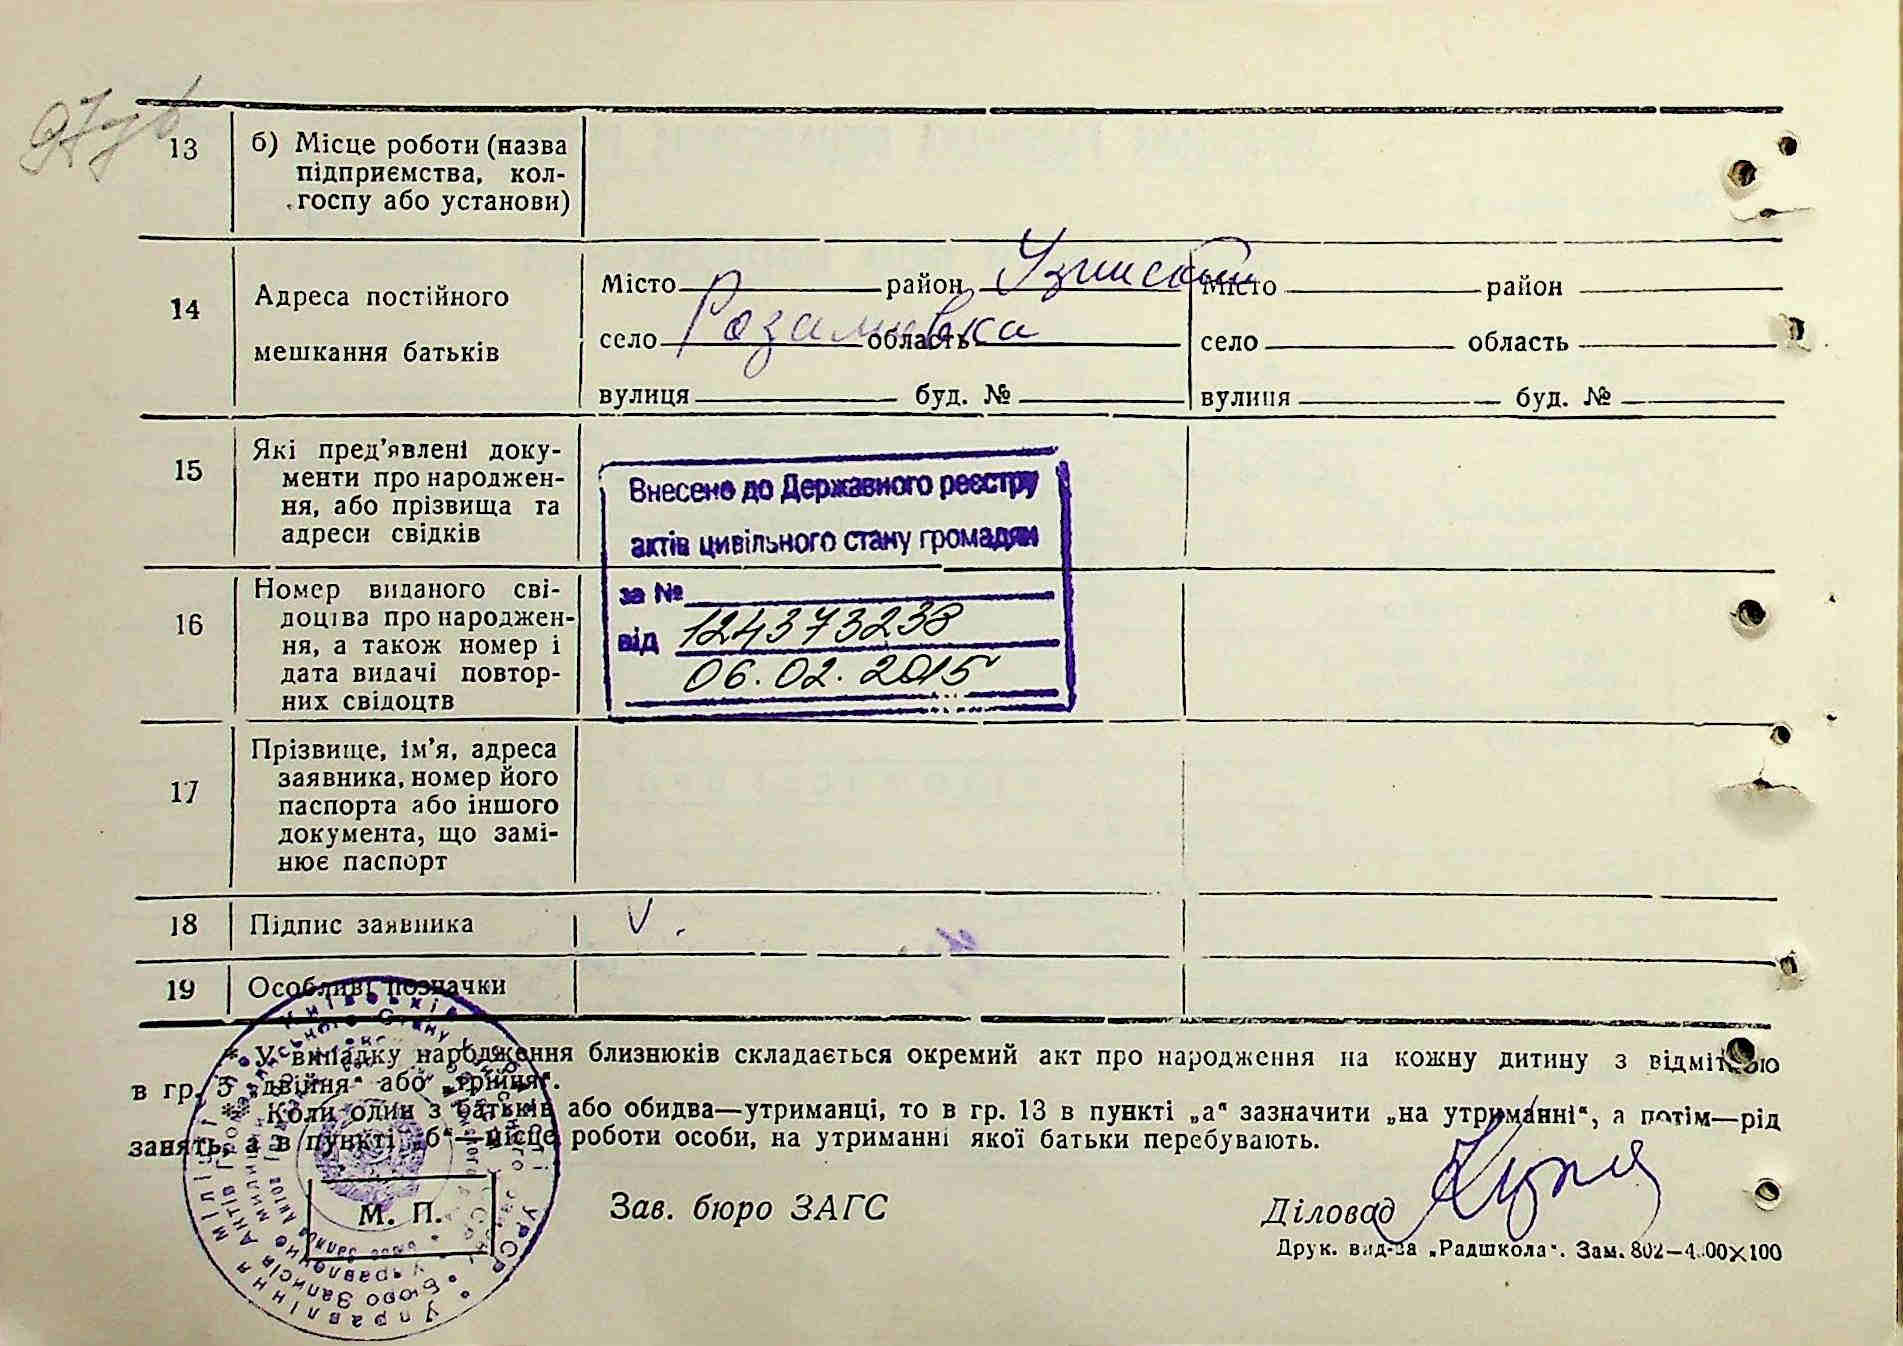 13
б) Місце роботи (назва
підприємства, кол-
госпу або установи)
14
Адреса постійного
мешкання батьків
Місто район Узинский
село Розалиевка область
вулиця буд. №
Місто район
село область
вулиця буд. №
15
Які пред’явлені доку-
менти про народжен-
ня, або прізвища та
адреси свідків
Внесено до Державного реєстру
актів цивільного стану громадян
за №
від 124373238
06.02.2015
16
Номер виданого сві-
доцтва про народжен-
ня, а також номер і
дата видачі повтор-
них свідоцтв
17
Прізвище, ім’я, адреса
заявника, номер його
паспорта або іншого
документа, що замі-
нює паспорт
18
Підпис заявника
V.
19
Особливі позначки
* У випадку народження близнюків складається окремий акт про народження на кожну дитину з відміткою
в гр. 5 „двійня“ або „трійня“.
** Коли один з батьків або обидва—утриманці, то в гр. 13 в пункті „а“ зазначити „на утриманні“, а потім—рід
занять, а в пункті „б“—місце роботи особи, на утриманні якої батьки перебувають.
М. П.
Зав. бюро ЗАГС
Діловод
Друк. вид-ва „Радшкола“. Зам. 802—4.00×100